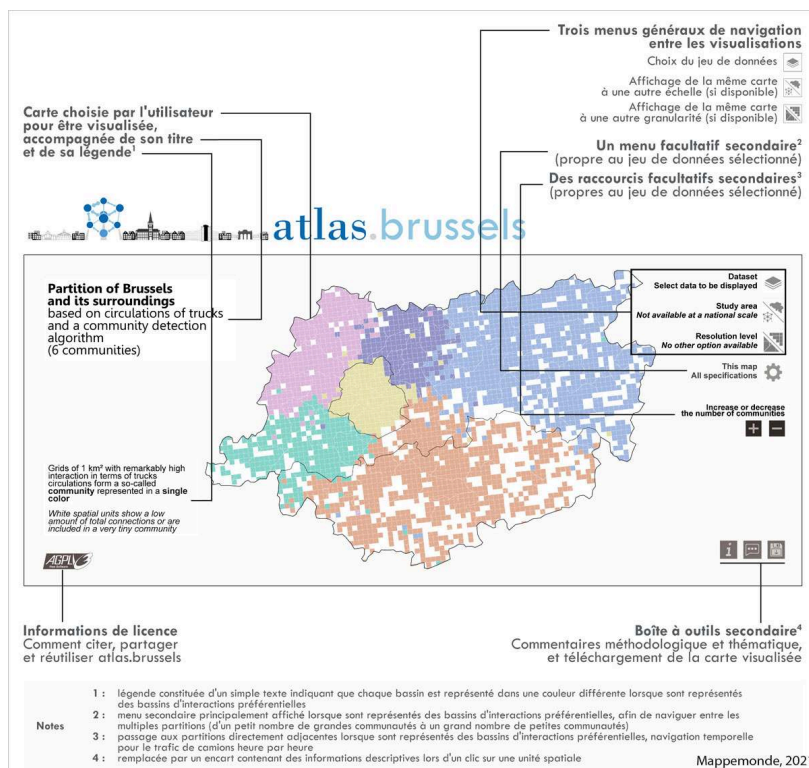 Trois menus généraux de navigation
entre les visualisations
Choix du jeu de données
Affichage de la même carte
à une autre échelle (si disponible)
Affichage de la même carte
à une autre granularité (si disponible)
Carte choisie par l'utilisateur
pour être visualisée,
accompagnée de son titre
et de sa légende¹
Un menu facultatif secondaire²
(propre au jeu de données sélectionné)
Des raccourcis facultatifs secondaires³
(propres au jeu de données sélectionné)
atlas.brussels
Partition of Brussels
and its surroundings
based on circulations of trucks
and a community detection
algorithm
(6 communities)
Dataset
Select data to be displayed
Study area
Not available at a national scale
Resolution level
No other option available
This map
All specifications
Increase or decrease
the number of communities
+ −
Grids of 1 km² with remarkably high
interaction in terms of trucks
circulations form a so-called
community represented in a single
color
White spatial units show a low
amount of total connections or are
included in a very tiny community
AGPLv3
Informations de licence
Comment citer, partager
et réutiliser atlas.brussels
Boîte à outils secondaire⁴
Commentaires méthodologique et thématique,
et téléchargement de la carte visualisée
Notes
1 : légende constituée d'un simple texte indiquant que chaque bassin est représenté dans une couleur différente lorsque sont représentés
des bassins d'interactions préférentielles
2 : menu secondaire principalement affiché lorsque sont représentés des bassins d'interactions préférentielles, afin de naviguer entre les
multiples partitions (d'un petit nombre de grandes communautés à un grand nombre de petites communautés)
3 : passage aux partitions directement adjacentes lorsque sont représentés des bassins d'interactions préférentielles, navigation temporelle
pour le trafic de camions heure par heure
4 : remplacée par un encart contenant des informations descriptives lors d'un clic sur une unité spatiale
Mappemonde, 202